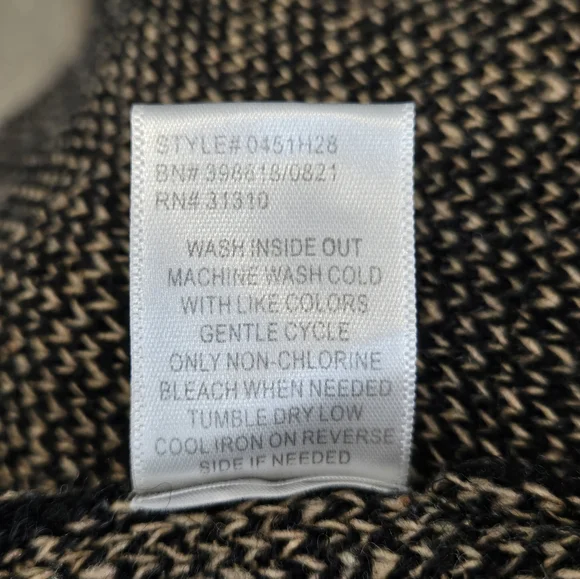 STYLE# 0451H28
BN# 398618/0821
RN# 31310
WASH INSIDE OUT
MACHINE WASH COLD
WITH LIKE COLORS
GENTLE CYCLE
ONLY NON-CHLORINE
BLEACH WHEN NEEDED
TUMBLE DRY LOW
COOL IRON ON REVERSE
SIDE IF NEEDED